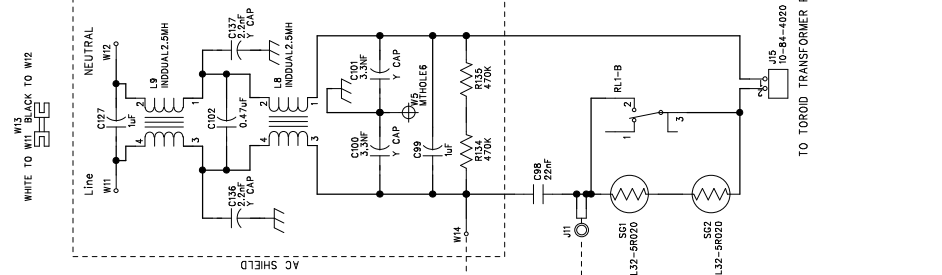 WHITE TO W11 BLACK TO W12
W13
NEUTRAL
W12
Line
W11
C127
1uF
L9
INDDUAL2.5MH
2
1
4
3
C137
2.2nF
Y CAP
C136
2.2nF
Y CAP
C102
0.47uF
L8
INDDUAL2.5MH
2
1
4
3
AC SHIELD
C101
3.3NF
Y CAP
C100
3.3NF
Y CAP
W5
MTHOLE6
C99
1uF
R135
470K
R134
470K
W14
C98
22nF
J11
RL1-B
2
1
3
SG1
L32-5R020
SG2
L32-5R020
J15
10-84-4020
TO TOROID TRANSFORMER